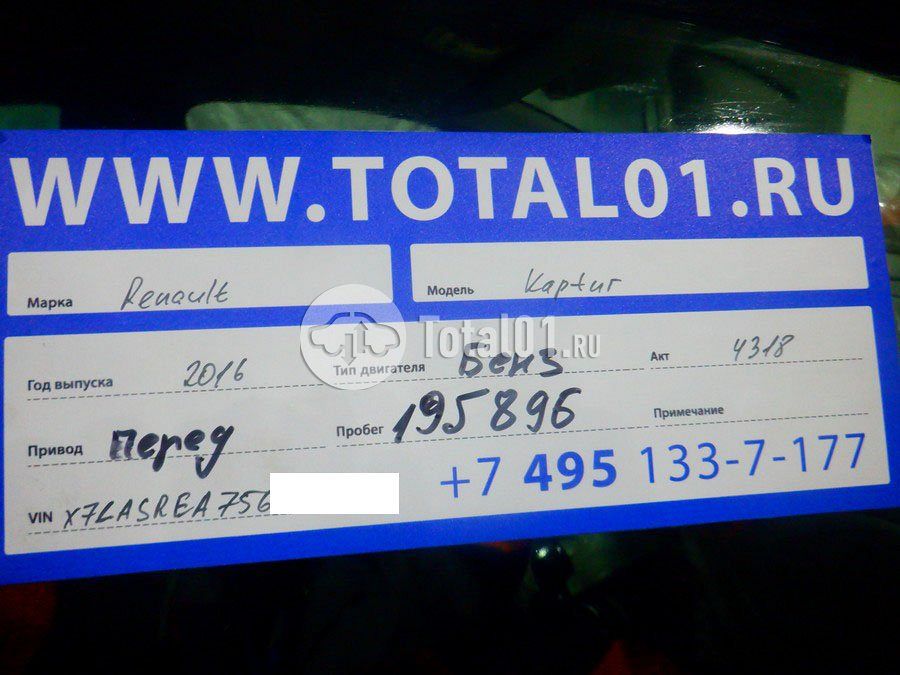 WWW.TOTAL01.RU
Марка Renault Модель Kaptur
Total01.RU
Год выпуска 2016 Тип двигателя Бенз Акт 4318
Привод перед Пробег 195896 Примечание
VIN X7LASREA756 +7 495 133-7-177